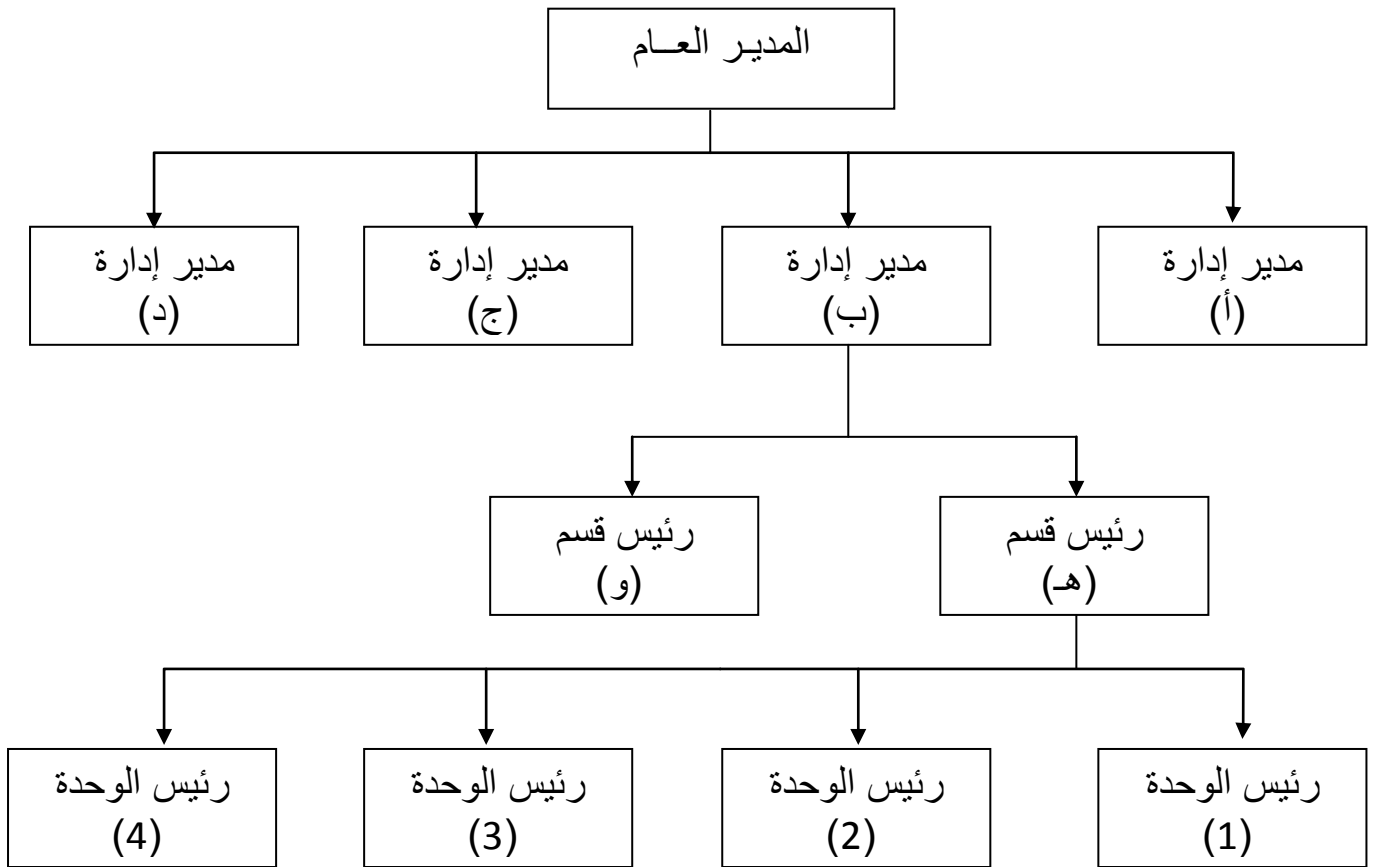 المديـر العــام
مدير إدارة
(أ)
مدير إدارة
(ب)
مدير إدارة
(ج)
مدير إدارة
(د)
رئيس قسم
(هـ)
رئيس قسم
(و)
رئيس الوحدة
(1)
رئيس الوحدة
(2)
رئيس الوحدة
(3)
رئيس الوحدة
(4)